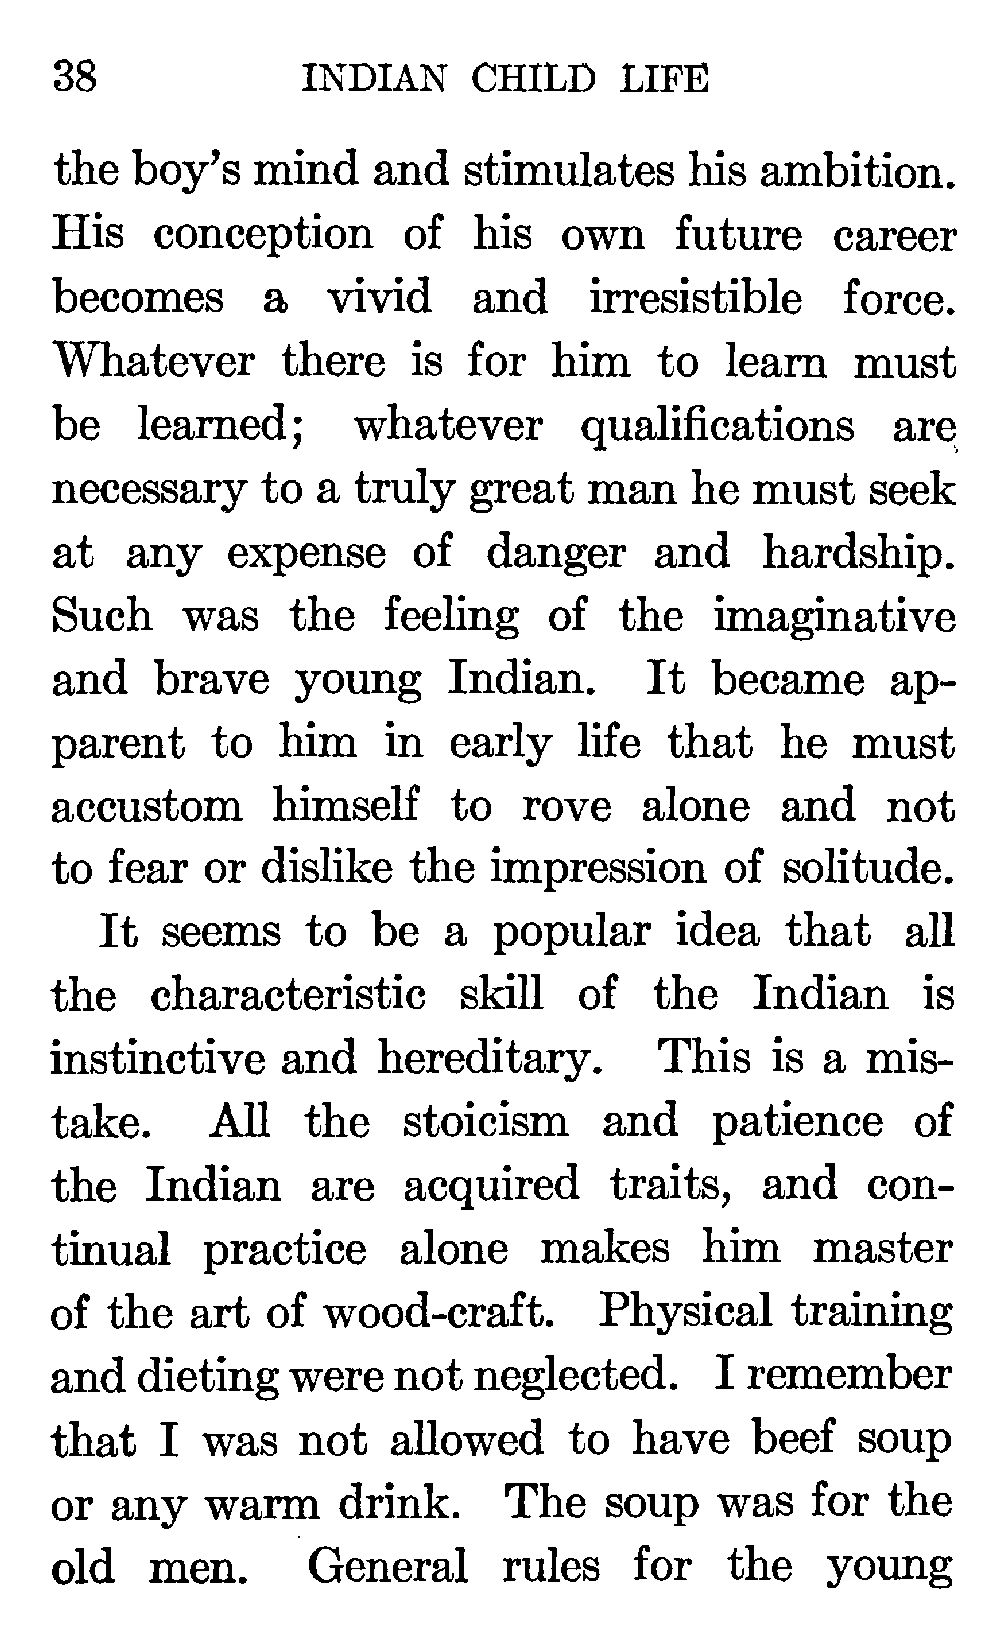 38 INDIAN CHILD LIFE
the boy's mind and stimulates his ambition.
His conception of his own future career
becomes a vivid and irresistible force.
Whatever there is for him to learn must
be learned; whatever qualifications are
necessary to a truly great man he must seek
at any expense of danger and hardship.
Such was the feeling of the imaginative
and brave young Indian. It became ap-
parent to him in early life that he must
accustom himself to rove alone and not
to fear or dislike the impression of solitude.
It seems to be a popular idea that all
the characteristic skill of the Indian is
instinctive and hereditary. This is a mis-
take. All the stoicism and patience of
the Indian are acquired traits, and con-
tinual practice alone makes him master
of the art of wood-craft. Physical training
and dieting were not neglected. I remember
that I was not allowed to have beef soup
or any warm drink. The soup was for the
old men. General rules for the young